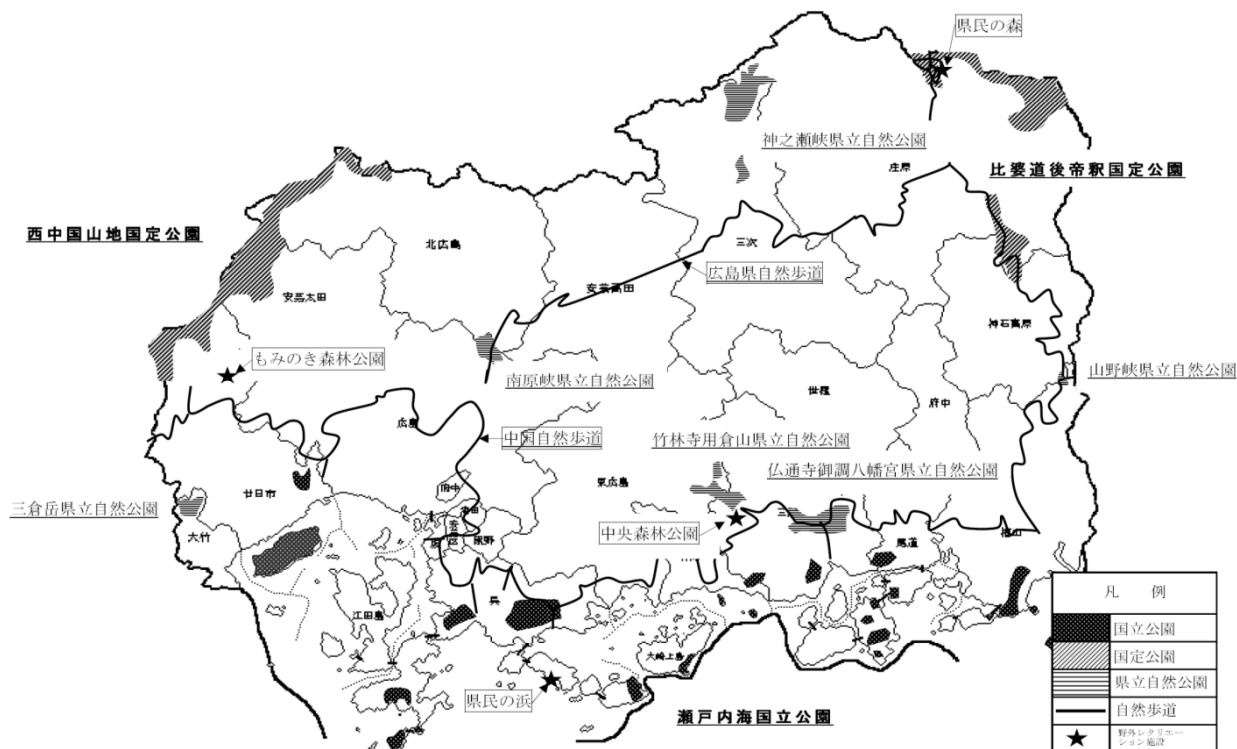 県民の森
神之瀬峡県立自然公園
庄原
比婆道後帝釈国定公園
西中国山地国定公園
北広島
三次
広島県自然歩道
安芸高田
安芸太田
神石高原
もみのき森林公園
南原峡県立自然公園
山野峡県立自然公園
世羅
府中
広島
中国自然歩道
竹林寺用倉山県立自然公園
仏通寺御調八幡宮県立自然公園
廿日市
府中
東広島
三倉岳県立自然公園
大竹
熊野
中央森林公園
尾道
福山
呉
江田島
大崎上島
県民の浜
瀬戸内海国立公園
凡 例
国立公園
国定公園
県立自然公園
自然歩道
野外レクリエー
ション施設